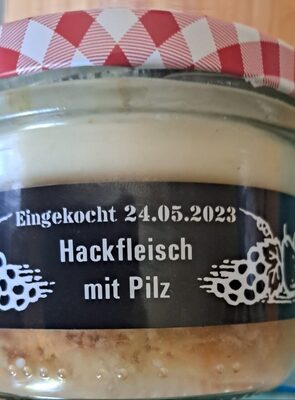 Eingekocht 24.05.2023
Hackfleisch
mit Pilz